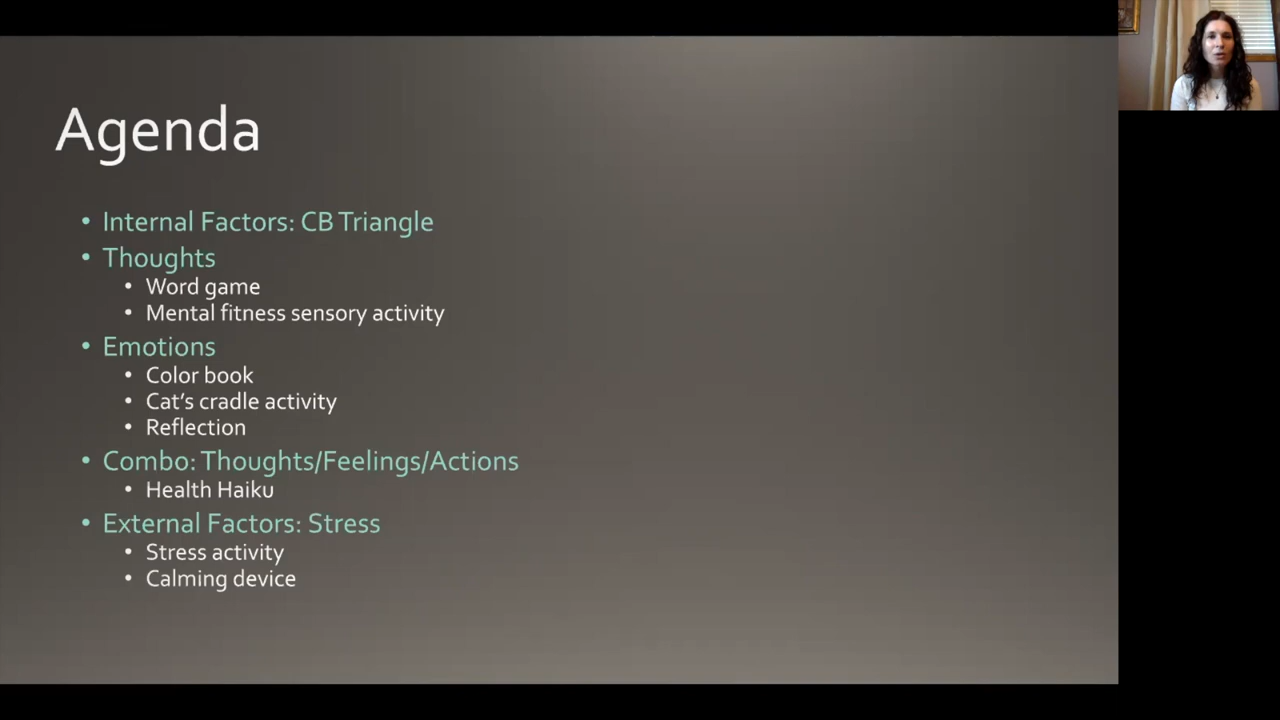 Agenda
• Internal Factors: CB Triangle
• Thoughts
• Word game
• Mental fitness sensory activity
• Emotions
• Color book
• Cat’s cradle activity
• Reflection
• Combo: Thoughts/Feelings/Actions
• Health Haiku
• External Factors: Stress
• Stress activity
• Calming device